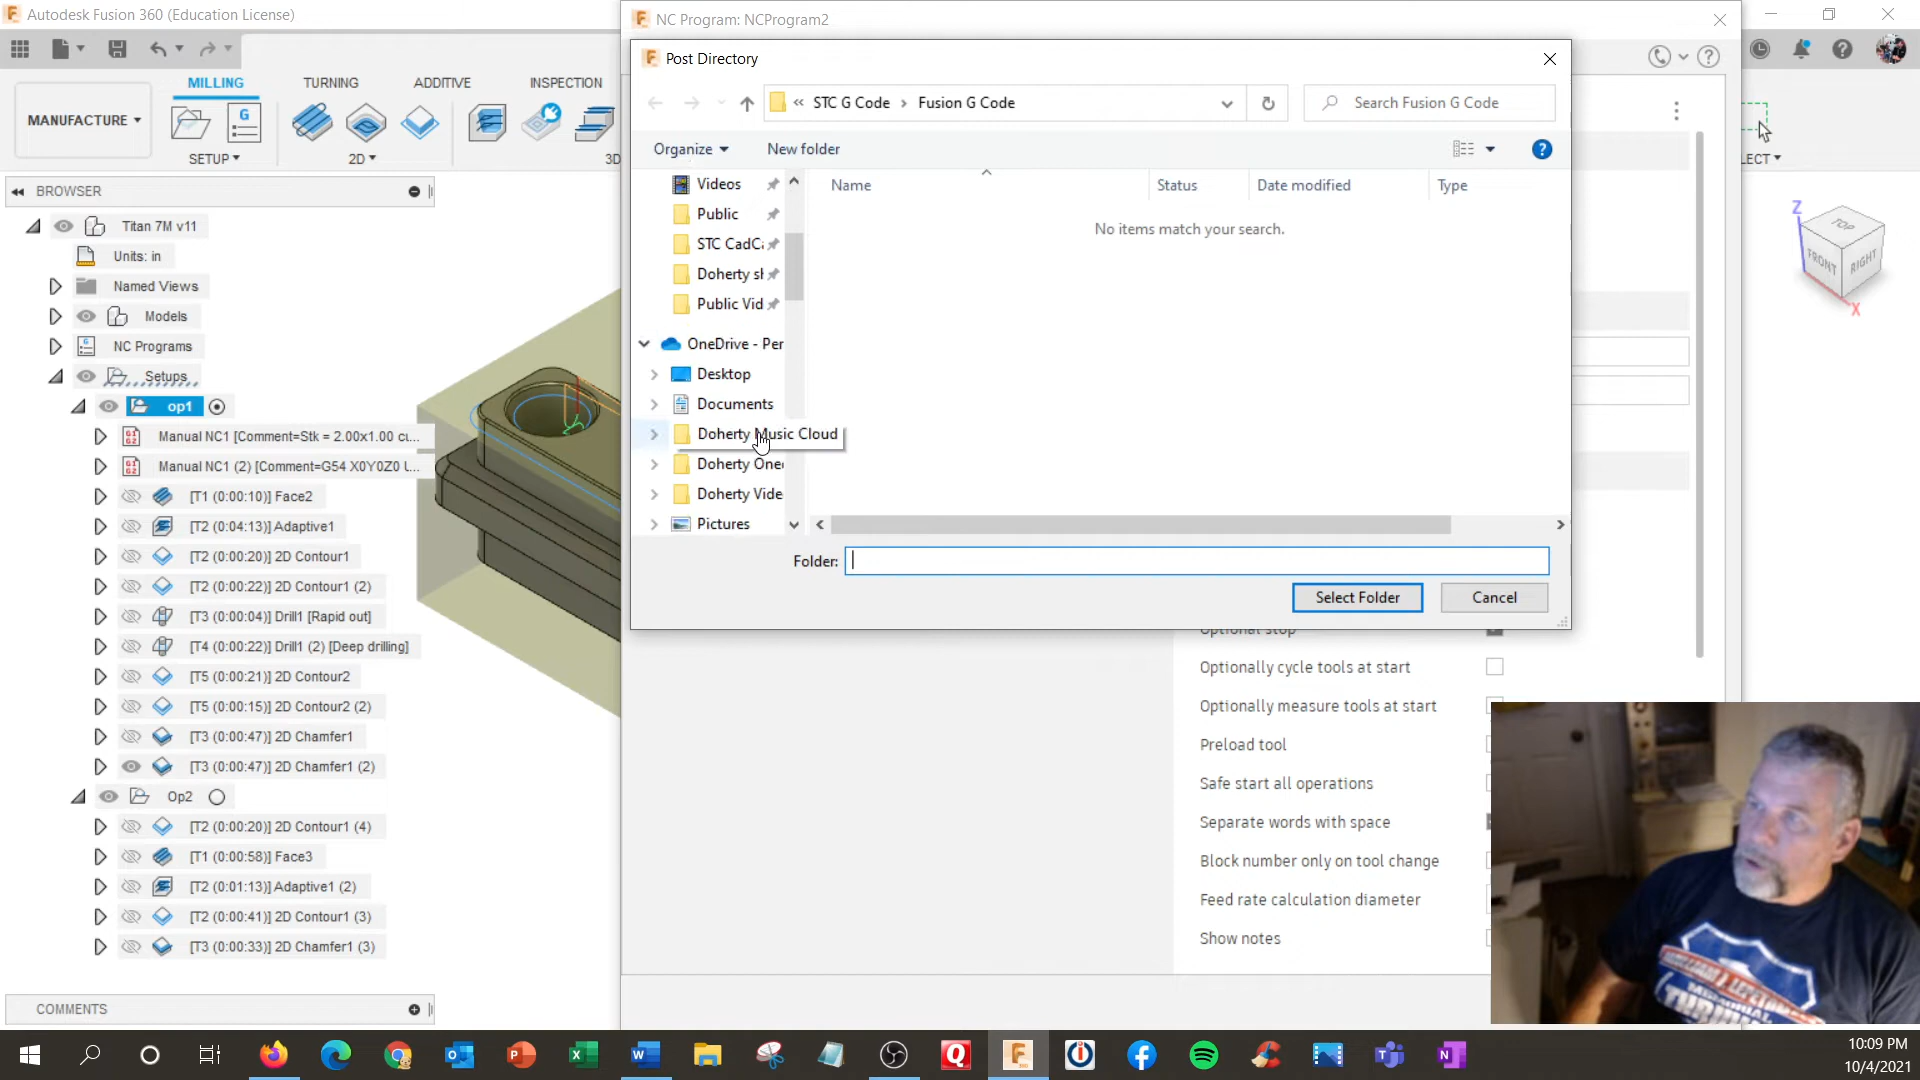 Autodesk Fusion 360 (Education License)
NC Program: NCProgram2
Post Directory
STC G Code
Fusion G Code
Search Fusion G Code
Organize
New folder
MANUFACTURE
MILLING
TURNING
ADDITIVE
INSPECTION
SETUP
2D
3D
LECT
BROWSER
Titan 7M v11
Units: in
Named Views
Models
NC Programs
Setups
op1
Manual NC1 [Comment=Stk = 2.00x1.00 cu...
Manual NC1 (2) [Comment=G54 X0Y0Z0 L...
[T1 (0:00:10)] Face2
[T2 (0:04:13)] Adaptive1
[T2 (0:00:20)] 2D Contour1
[T2 (0:00:22)] 2D Contour1 (2)
[T3 (0:00:04)] Drill1 [Rapid out]
[T4 (0:00:22)] Drill1 (2) [Deep drilling]
[T5 (0:00:21)] 2D Contour2
[T5 (0:00:15)] 2D Contour2 (2)
[T3 (0:00:47)] 2D Chamfer1
[T3 (0:00:47)] 2D Chamfer1 (2)
Op2
[T2 (0:00:20)] 2D Contour1 (4)
[T1 (0:00:58)] Face3
[T2 (0:01:13)] Adaptive1 (2)
[T2 (0:00:41)] 2D Contour1 (3)
[T3 (0:00:33)] 2D Chamfer1 (3)
COMMENTS
Videos
Public
STC CadCa
Doherty sh
Public Vid
OneDrive - Per
Desktop
Documents
Doherty Music Cloud
Doherty One
Doherty Vide
Pictures
Name
Status
Date modified
Type
No items match your search.
Folder:
Select Folder
Cancel
Optional stop
Optionally cycle tools at start
Optionally measure tools at start
Preload tool
Safe start all operations
Separate words with space
Block number only on tool change
Feed rate calculation diameter
Show notes
Z
TOP
FRONT
RIGHT
X
10:09 PM
10/4/2021